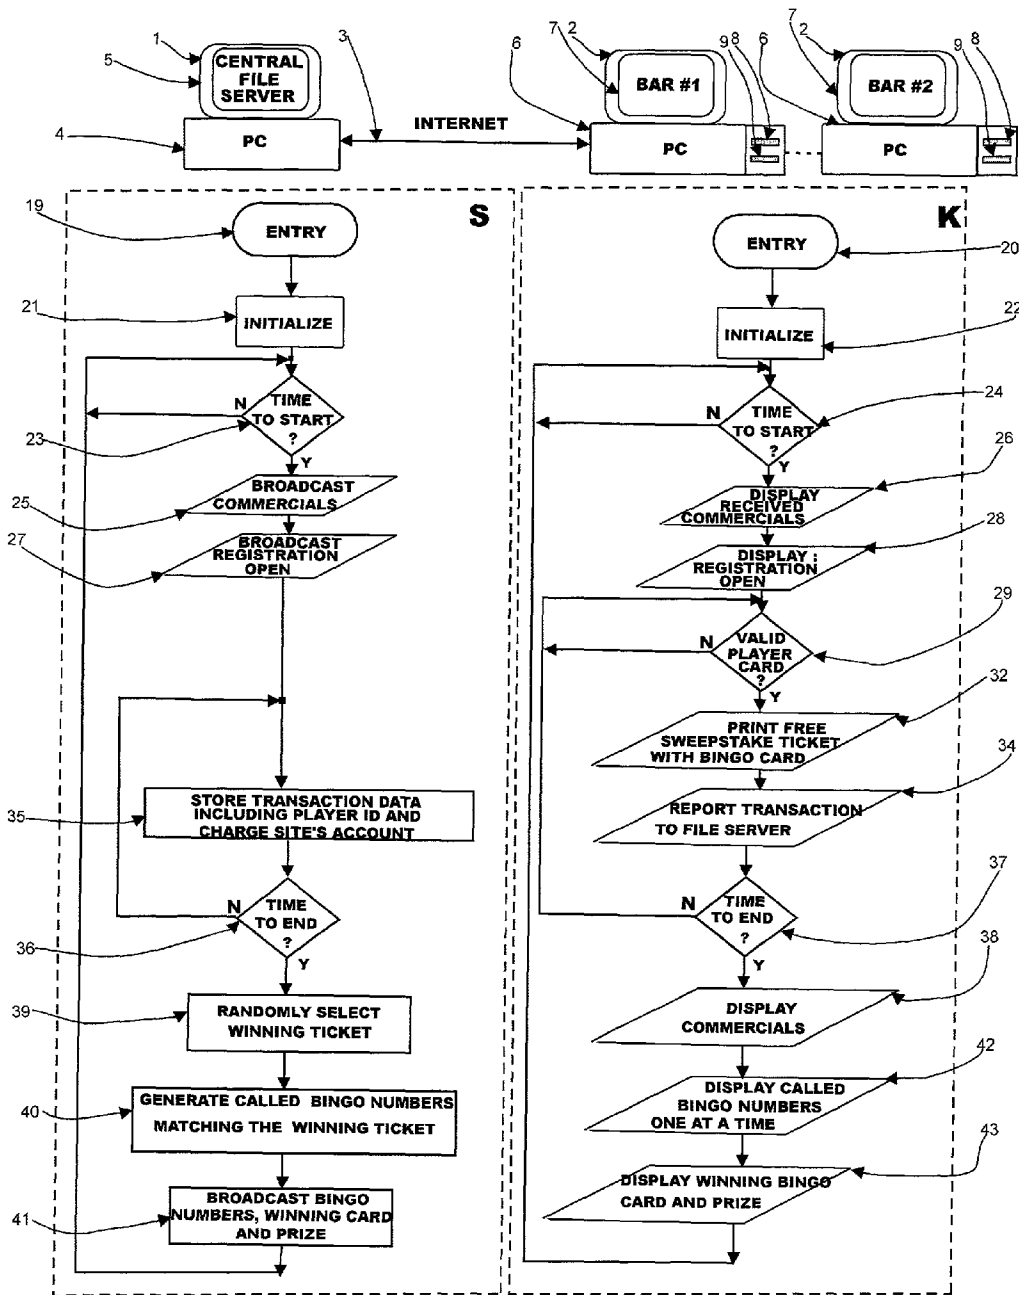 1
5
4
CENTRAL
FILE
SERVER
PC
3
INTERNET
6
7
2
BAR #1
PC
9
8
6
7
2
BAR #2
PC
9
8
S
19
ENTRY
21
INITIALIZE
N
TIME
TO START
?
Y
23
25
BROADCAST
COMMERCIALS
27
BROADCAST
REGISTRATION
OPEN
35
STORE TRANSACTION DATA
INCLUDING PLAYER ID AND
CHARGE SITE'S ACCOUNT
N
TIME
TO END
?
Y
36
39
RANDOMLY SELECT
WINNING TICKET
40
GENERATE CALLED BINGO NUMBERS
MATCHING THE WINNING TICKET
41
BROADCAST BINGO
NUMBERS, WINNING CARD
AND PRIZE
K
ENTRY
20
INITIALIZE
22
N
TIME
TO START
?
Y
24
DISPLAY
RECEIVED
COMMERCIALS
26
DISPLAY :
REGISTRATION
OPEN
28
N
VALID
PLAYER
CARD
?
Y
29
PRINT FREE
SWEEPSTAKE TICKET
WITH BINGO CARD
32
REPORT TRANSACTION
TO FILE SERVER
34
N
TIME
TO END
?
Y
37
DISPLAY
COMMERCIALS
38
DISPLAY CALLED
BINGO NUMBERS
ONE AT A TIME
42
DISPLAY WINNING BINGO
CARD AND PRIZE
43